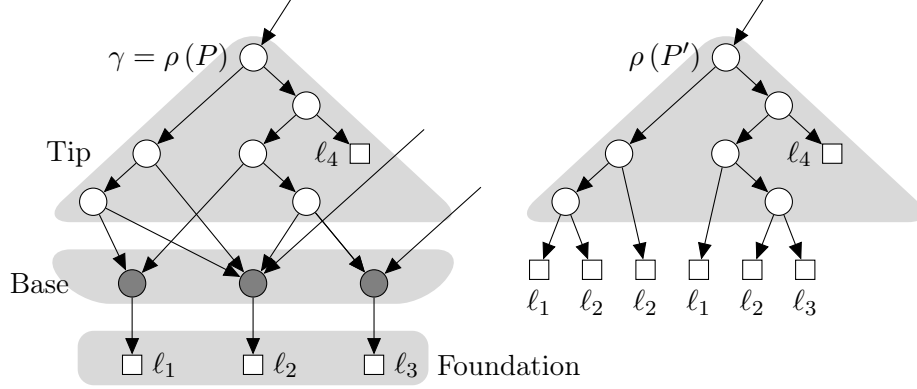 γ = ρ (P)
ρ (P′)
Tip
ℓ4
ℓ4
Base
ℓ1 ℓ2 ℓ2 ℓ1 ℓ2 ℓ3
ℓ1 ℓ2 ℓ3 Foundation